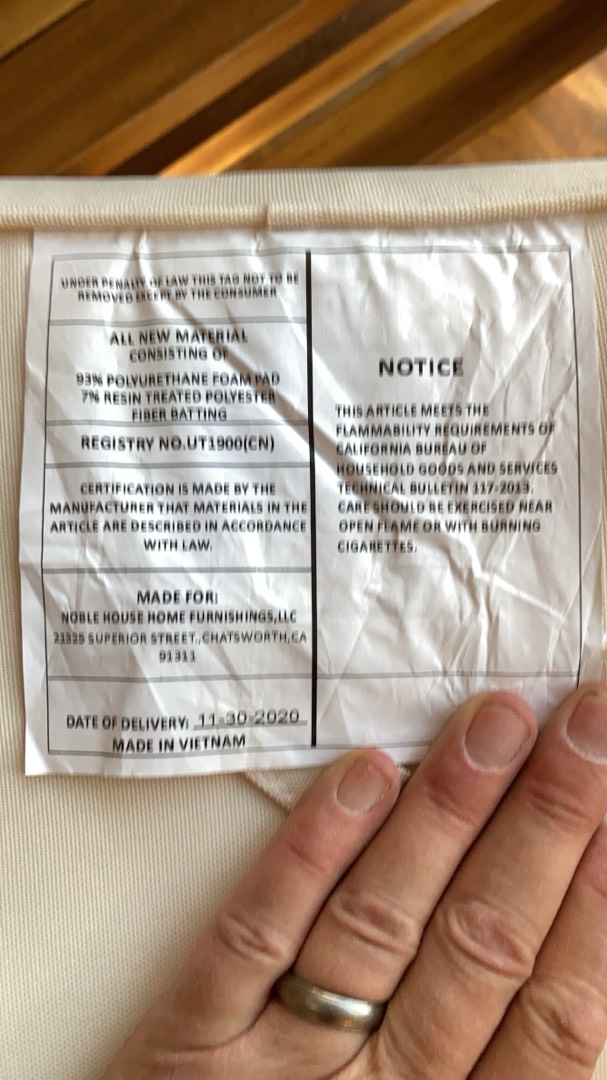 UNDER PENALTY OF LAW THIS TAG NOT TO BE
REMOVED EXCEPT BY THE CONSUMER
ALL NEW MATERIAL
CONSISTING OF
93% POLYURETHANE FOAM PAD
7% RESIN TREATED POLYESTER
FIBER BATTING
REGISTRY NO.UT1900(CN)
CERTIFICATION IS MADE BY THE
MANUFACTURER THAT MATERIALS IN THE
ARTICLE ARE DESCRIBED IN ACCORDANCE
WITH LAW.
MADE FOR:
NOBLE HOUSE HOME FURNISHINGS,LLC
21325 SUPERIOR STREET.,CHATSWORTH,CA
91311
DATE OF DELIVERY: 11-30-2020
MADE IN VIETNAM
NOTICE
THIS ARTICLE MEETS THE
FLAMMABILITY REQUIREMENTS OF
CALIFORNIA BUREAU OF
HOUSEHOLD GOODS AND SERVICES
TECHNICAL BULLETIN 117-2013.
CARE SHOULD BE EXERCISED NEAR
OPEN FLAME OR WITH BURNING
CIGARETTES.